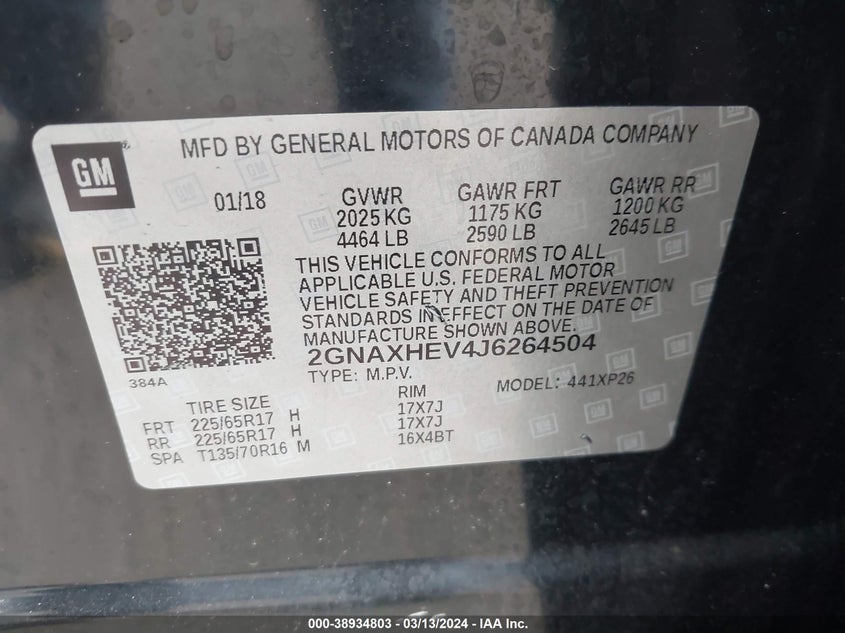 GM
MFD BY GENERAL MOTORS OF CANADA COMPANY
01/18
GVWR
2025 KG
4464 LB
GAWR FRT
1175 KG
2590 LB
GAWR RR
1200 KG
2645 LB
THIS VEHICLE CONFORMS TO ALL
APPLICABLE U.S. FEDERAL MOTOR
VEHICLE SAFETY AND THEFT PREVENTION
STANDARDS IN EFFECT ON THE DATE OF
MANUFACTURE SHOWN ABOVE.
2GNAXHEV4J6264504
TYPE: M.P.V.
MODEL: 441XP26
384A
TIRE SIZE RIM
FRT 225/65R17 H 17X7J
RR 225/65R17 H 17X7J
SPA T135/70R16 M 16X4BT
000-38934803 — 03/13/2024 — IAA Inc.